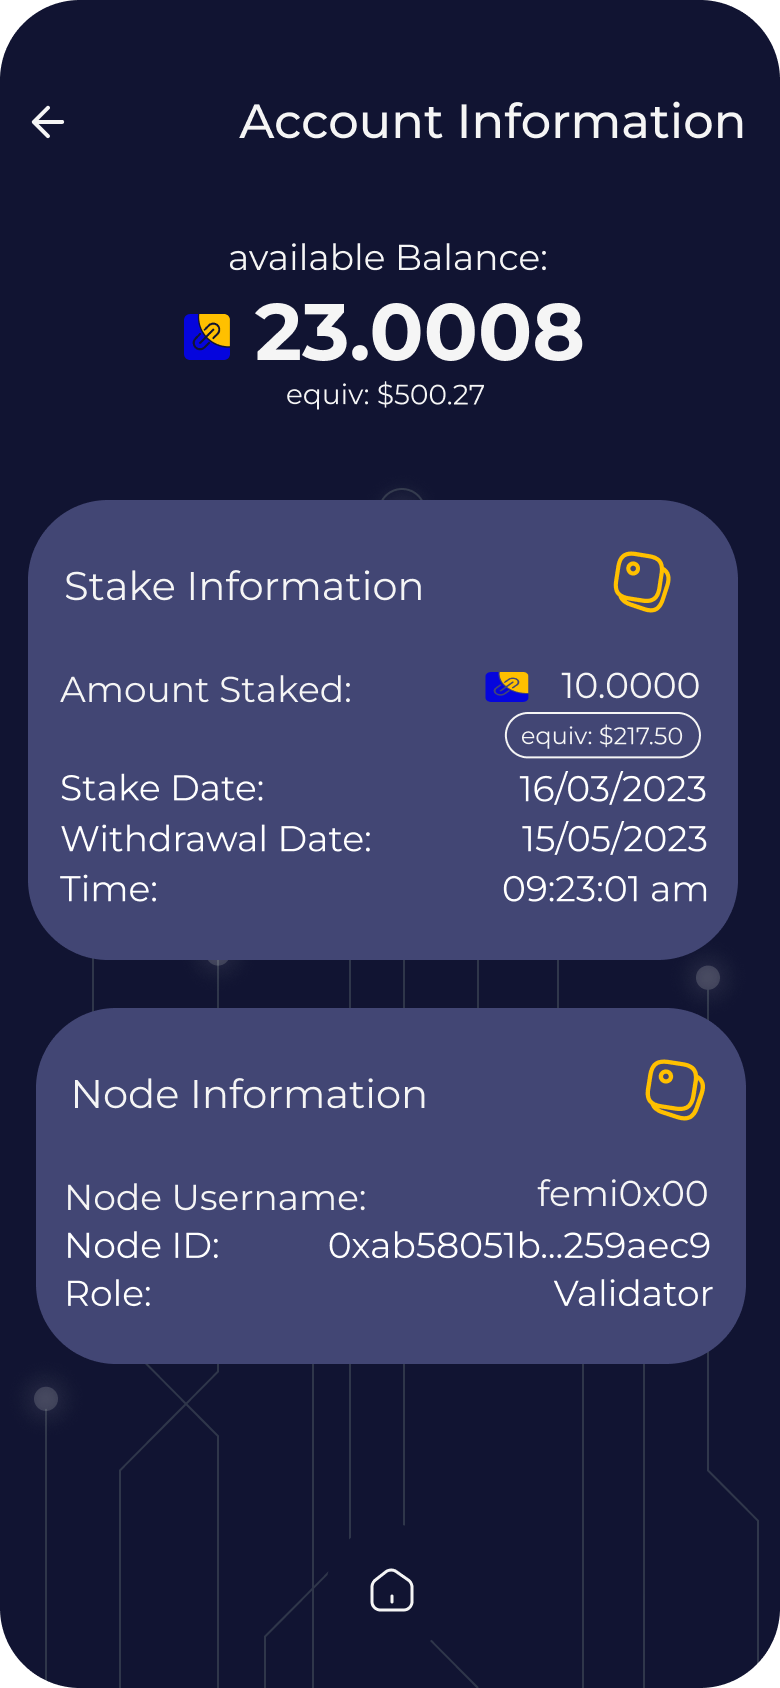 Account Information
available Balance:
23.0008
equiv: $500.27
Stake Information
Amount Staked: 10.0000
equiv: $217.50
Stake Date: 16/03/2023
Withdrawal Date: 15/05/2023
Time: 09:23:01 am
Node Information
Node Username: femi0x00
Node ID: 0xab58051b...259aec9
Role: Validator